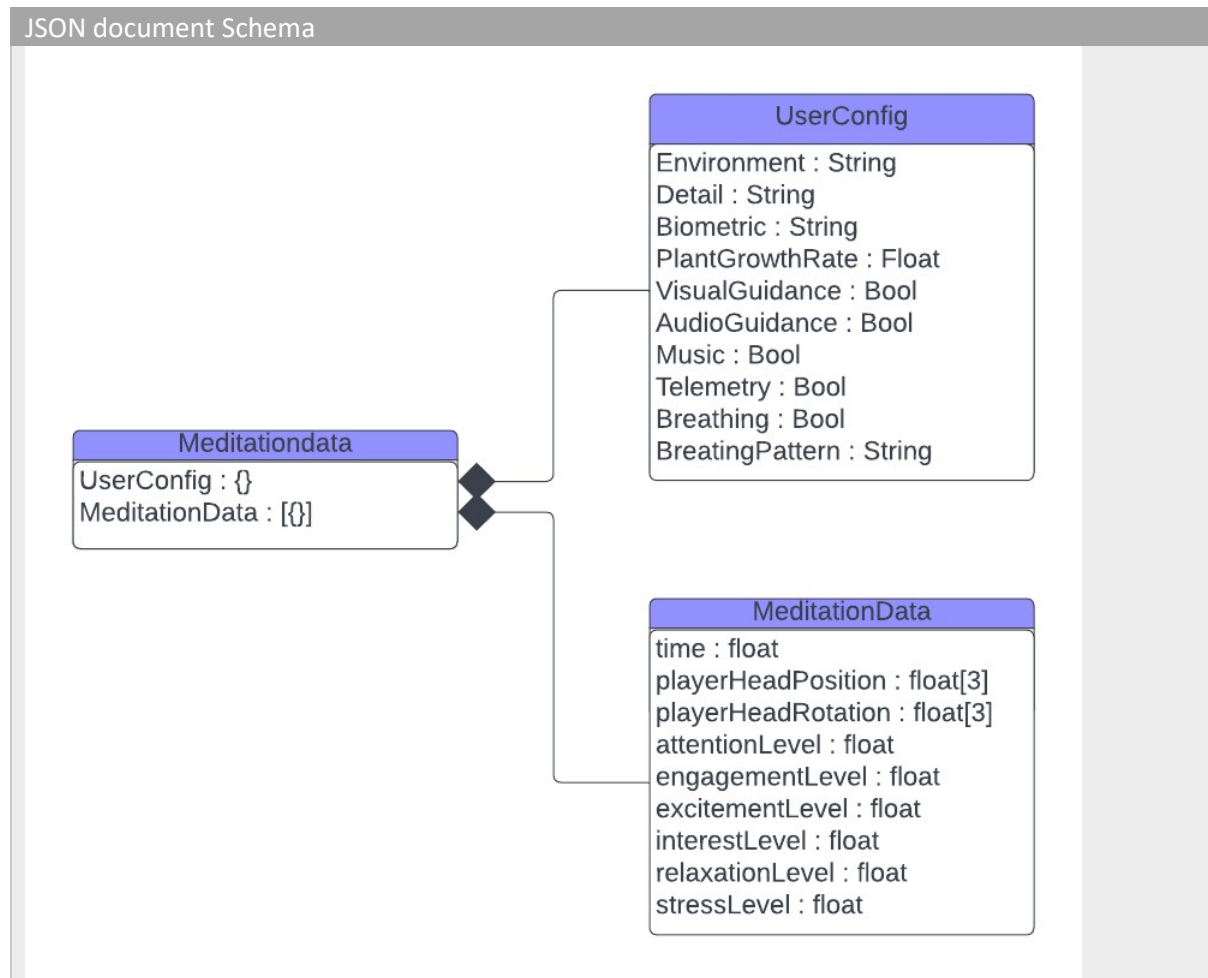 JSON document Schema
UserConfig
Environment : String
Detail : String
Biometric : String
PlantGrowthRate : Float
VisualGuidance : Bool
AudioGuidance : Bool
Music : Bool
Telemetry : Bool
Breathing : Bool
BreatingPattern : String
Meditationdata
UserConfig : {}
MeditationData : [{}]
MeditationData
time : float
playerHeadPosition : float[3]
playerHeadRotation : float[3]
attentionLevel : float
engagementLevel : float
excitementLevel : float
interestLevel : float
relaxationLevel : float
stressLevel : float